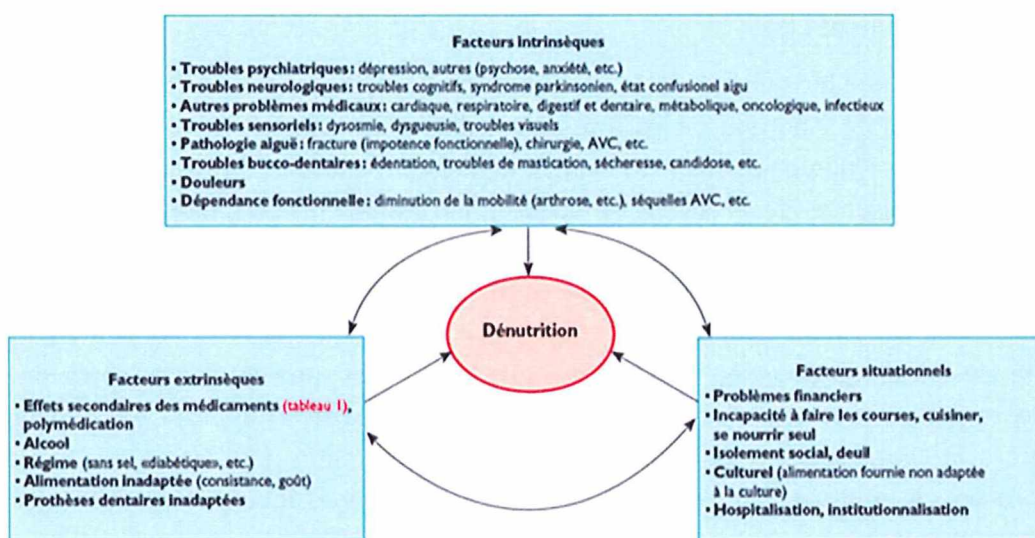 Facteurs intrinsèques
• Troubles psychiatriques: dépression, autres (psychose, anxiété, etc.)
• Troubles neurologiques: troubles cognitifs, syndrome parkinsonien, état confusionel aigu
• Autres problèmes médicaux: cardiaque, respiratoire, digestif et dentaire, métabolique, oncologique, infectieux
• Troubles sensoriels: dysosmie, dysgueusie, troubles visuels
• Pathologie aiguë: fracture (impotence fonctionnelle), chirurgie, AVC, etc.
• Troubles bucco-dentaires: édentation, troubles de mastication, sécheresse, candidose, etc.
• Douleurs
• Dépendance fonctionnelle: diminution de la mobilité (arthrose, etc.), séquelles AVC, etc.
Dénutrition
Facteurs extrinsèques
• Effets secondaires des médicaments (tableau 1),
polymédication
• Alcool
• Régime (sans sel, «diabétique», etc.)
• Alimentation inadaptée (consistance, goût)
• Prothèses dentaires inadaptées
Facteurs situationnels
• Problèmes financiers
• Incapacité à faire les courses, cuisiner,
se nourrir seul
• Isolement social, deuil
• Culturel (alimentation fournie non adaptée
à la culture)
• Hospitalisation, institutionnalisation